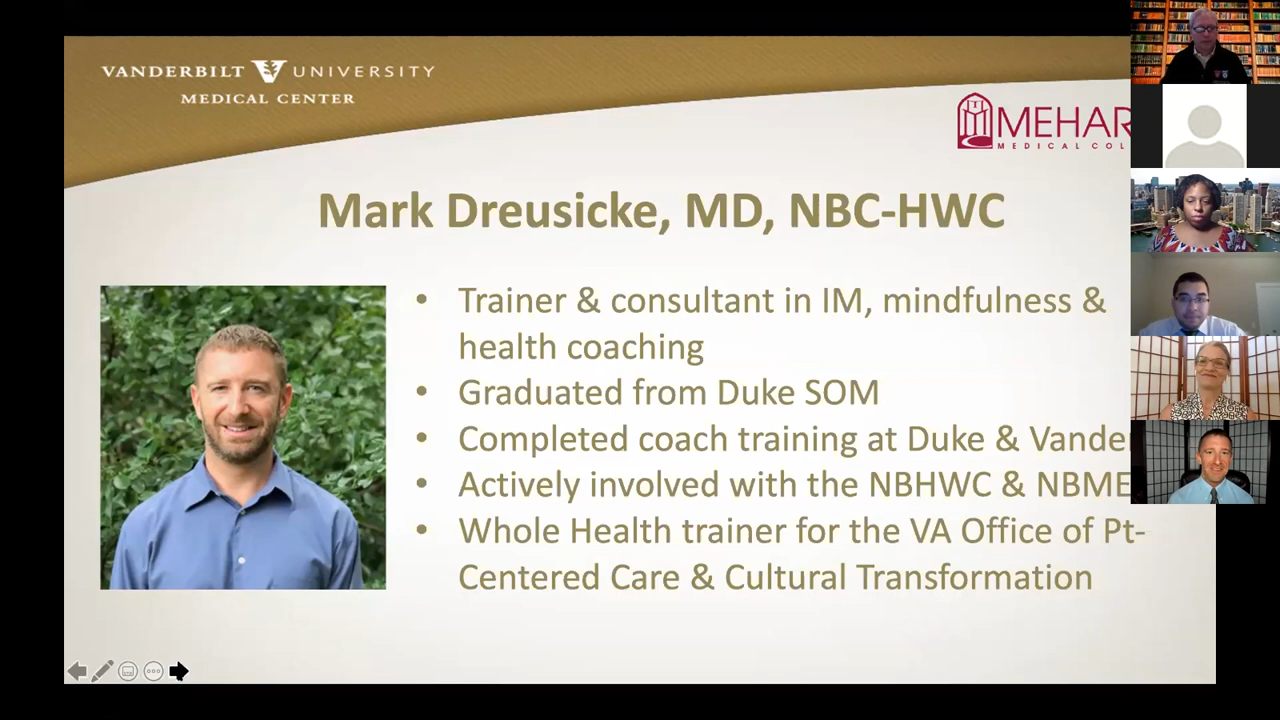 VANDERBILT UNIVERSITY
MEDICAL CENTER
MEHAR
MEDICAL COL
Mark Dreusicke, MD, NBC-HWC
• Trainer & consultant in IM, mindfulness &
health coaching
• Graduated from Duke SOM
• Completed coach training at Duke & Vander
• Actively involved with the NBHWC & NBME
• Whole Health trainer for the VA Office of Pt-
Centered Care & Cultural Transformation